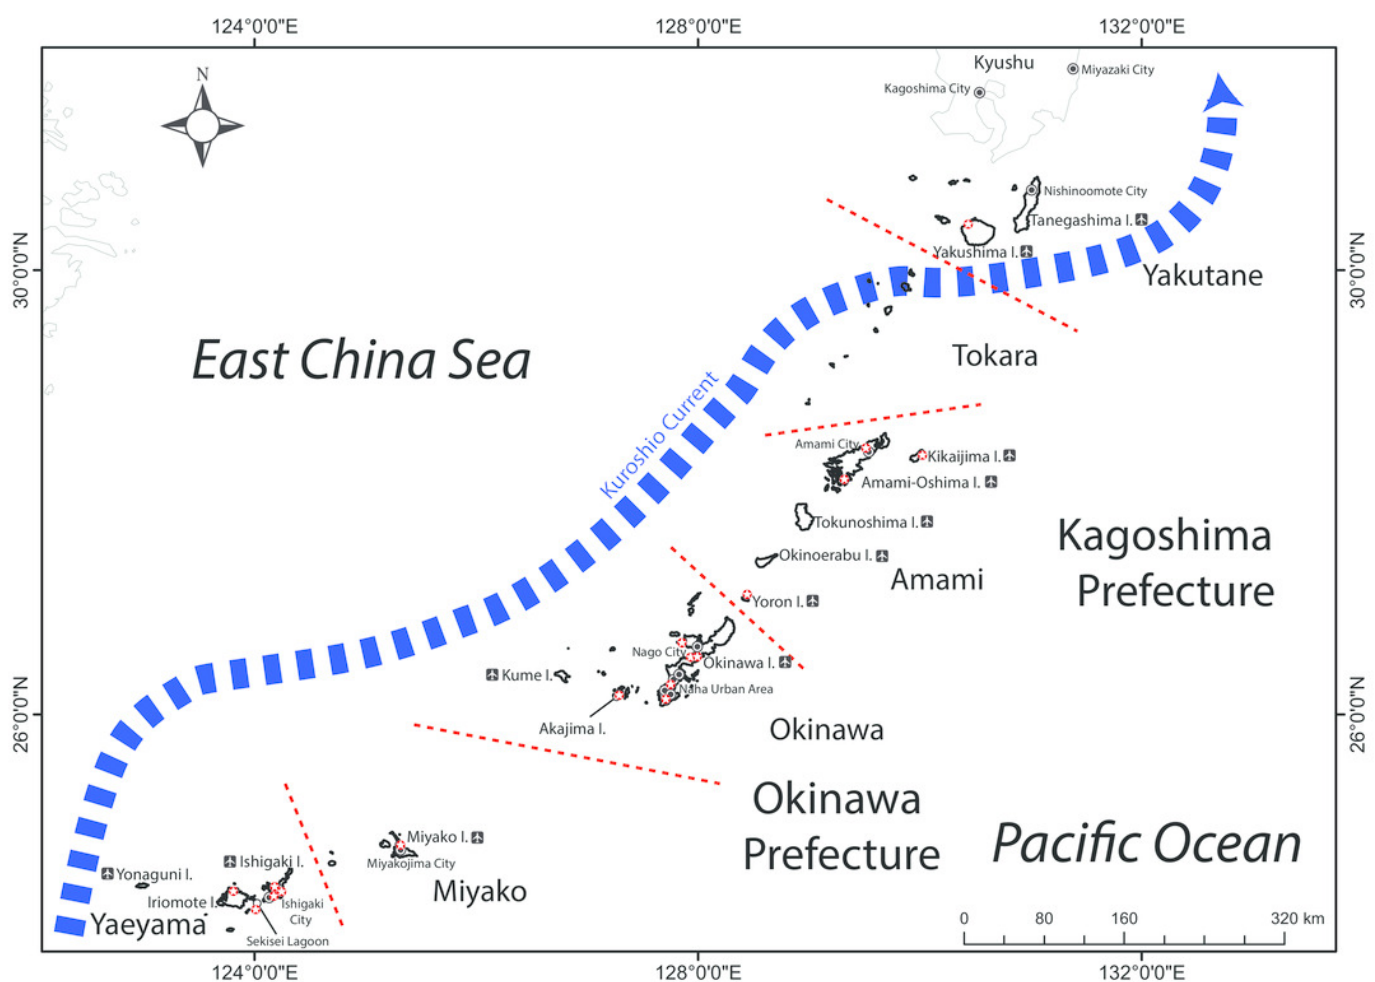 124°0'0"E
128°0'0"E
132°0'0"E
N
Kyushu
Miyazaki City
Kagoshima City
Nishinoomote City
Tanegashima I.
Yakushima I.
30°0'0"N
30°0'0"N
Yakutane
East China Sea
Tokara
Kuroshio Current
Amami City
Kikaijima I.
Amami-Oshima I.
Tokunoshima I.
Kagoshima
Prefecture
Okinoerabu I.
Amami
Yoron I.
Nago City
Okinawa I.
Kume I.
Naha Urban Area
Akajima I.
26°0'0"N
26°0'0"N
Okinawa
Okinawa
Prefecture
Pacific Ocean
Miyako I.
Miyakojima City
Miyako
Ishigaki I.
Yonaguni I.
Iriomote I.
Ishigaki
City
Yaeyama
Sekisei Lagoon
0 80 160 320 km
124°0'0"E
128°0'0"E
132°0'0"E